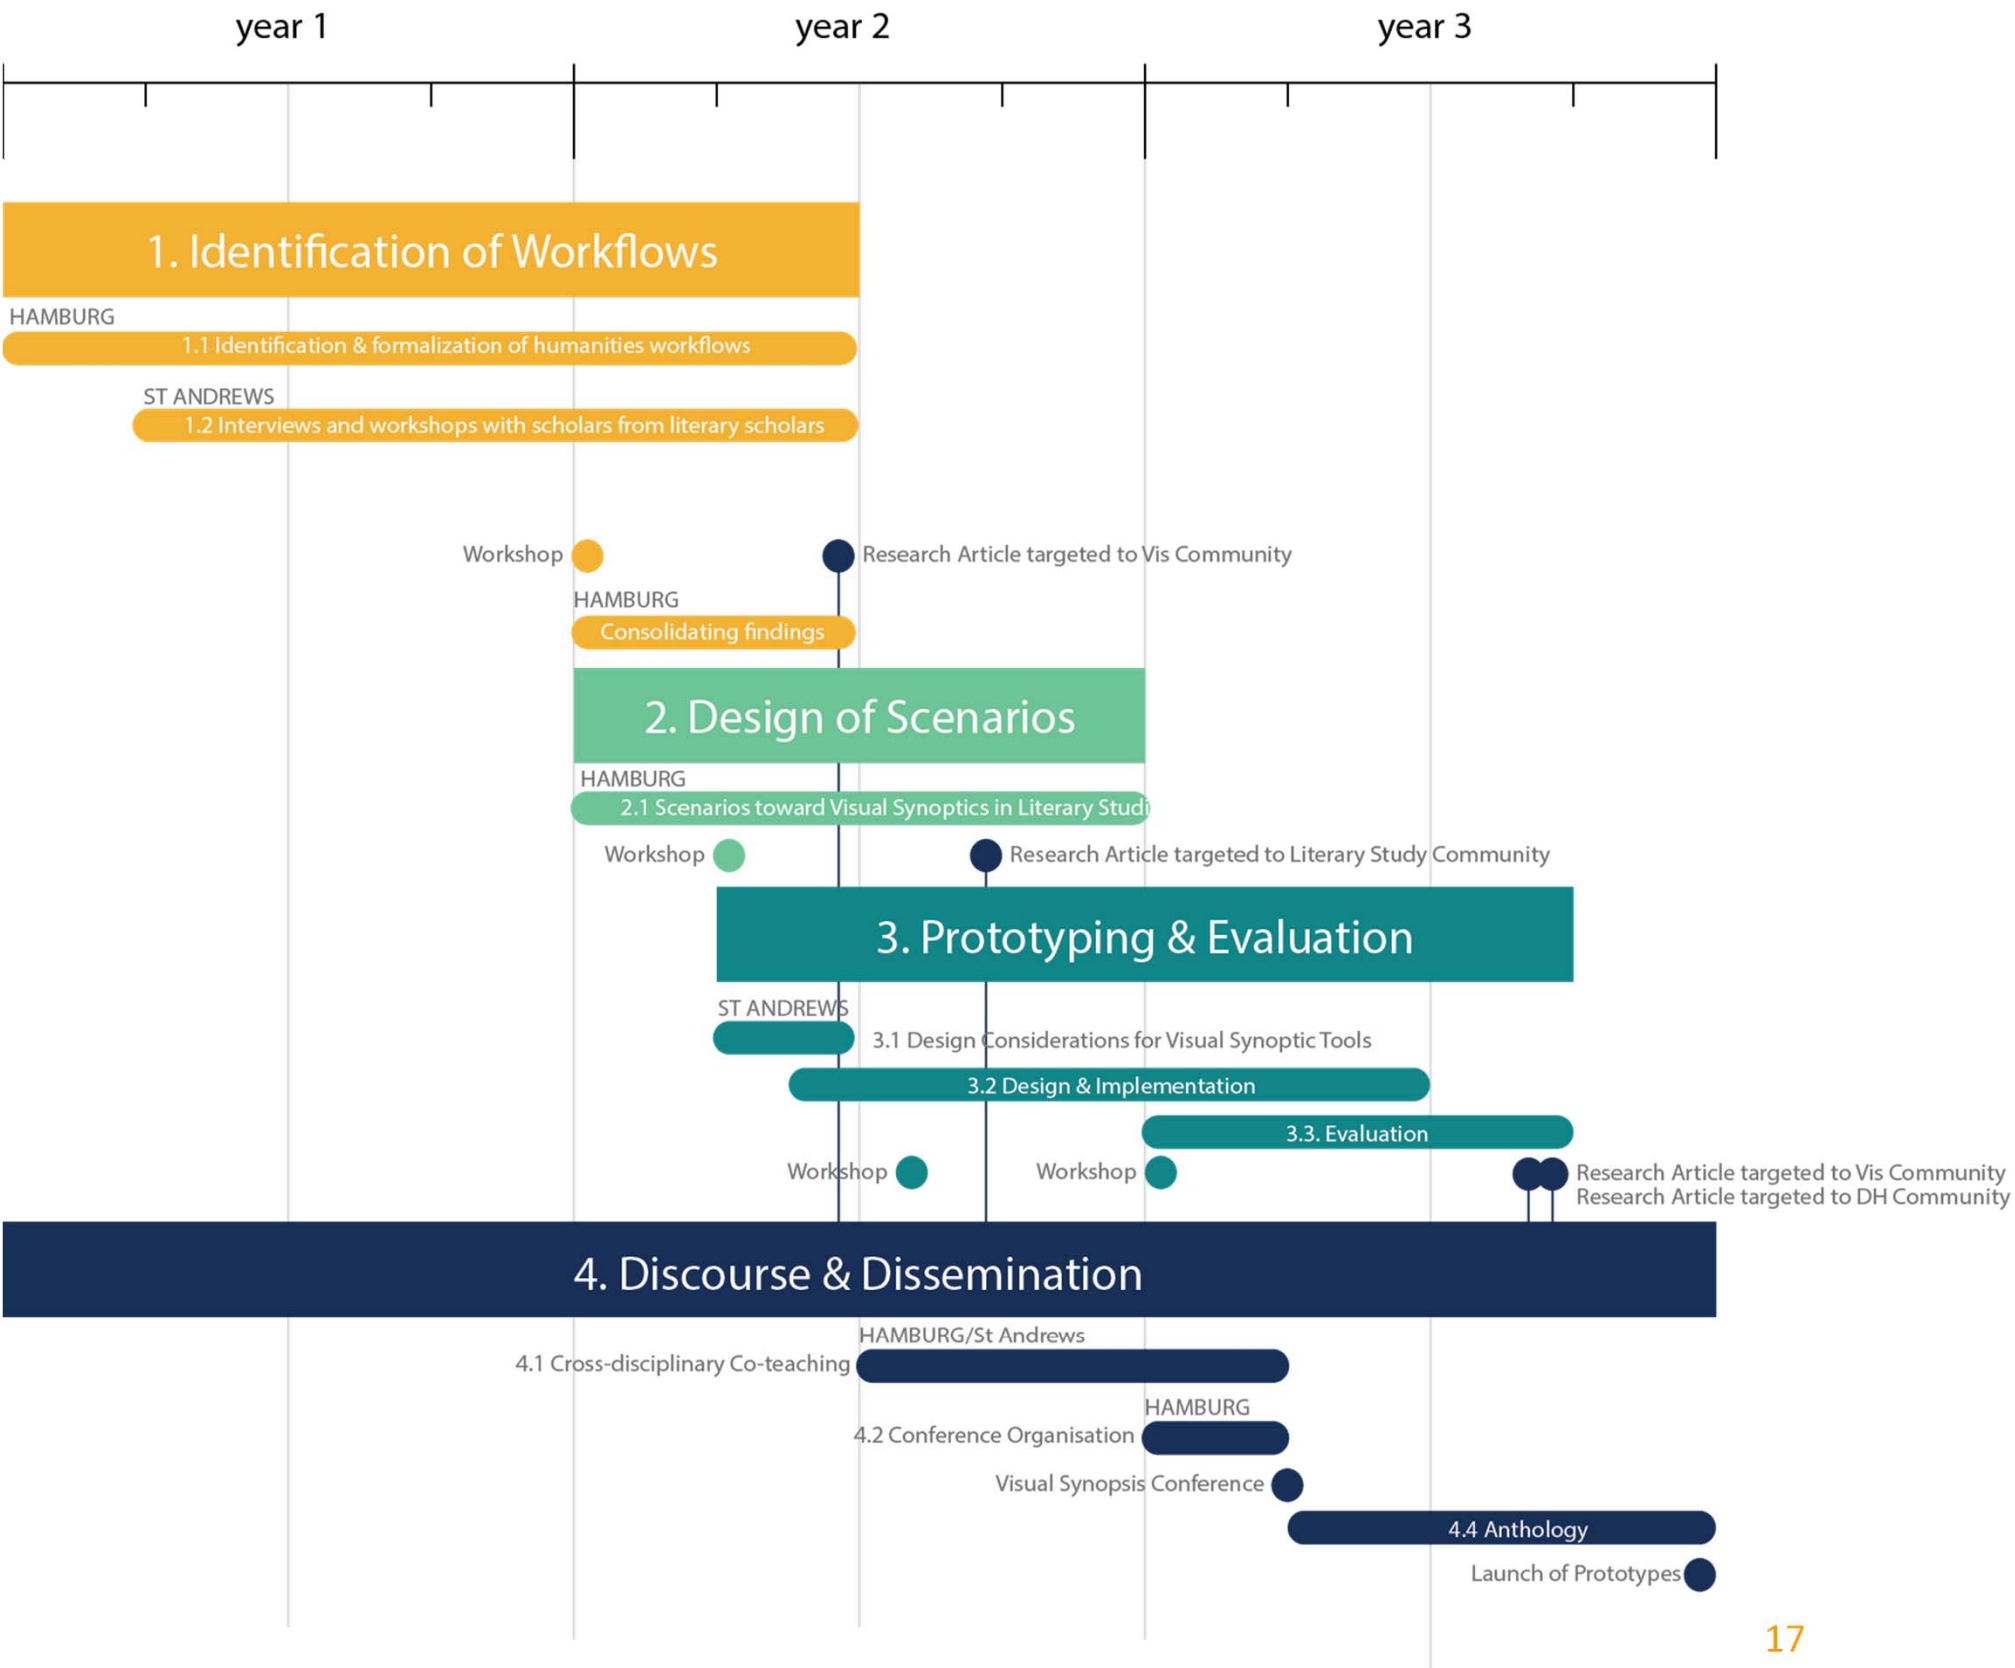 year 1
year 2
year 3
1. Identification of Workflows
HAMBURG
1.1 Identification & formalization of humanities workflows
ST ANDREWS
1.2 Interviews and workshops with scholars from literary scholars
Workshop
Research Article targeted to Vis Community
HAMBURG
Consolidating findings
2. Design of Scenarios
HAMBURG
2.1 Scenarios toward Visual Synoptics in Literary Studi
Workshop
Research Article targeted to Literary Study Community
3. Prototyping & Evaluation
ST ANDREWS
3.1 Design Considerations for Visual Synoptic Tools
3.2 Design & Implementation
3.3. Evaluation
Workshop
Workshop
Research Article targeted to Vis Community
Research Article targeted to DH Community
4. Discourse & Dissemination
HAMBURG/St Andrews
4.1 Cross-disciplinary Co-teaching
HAMBURG
4.2 Conference Organisation
Visual Synopsis Conference
4.4 Anthology
Launch of Prototypes
17